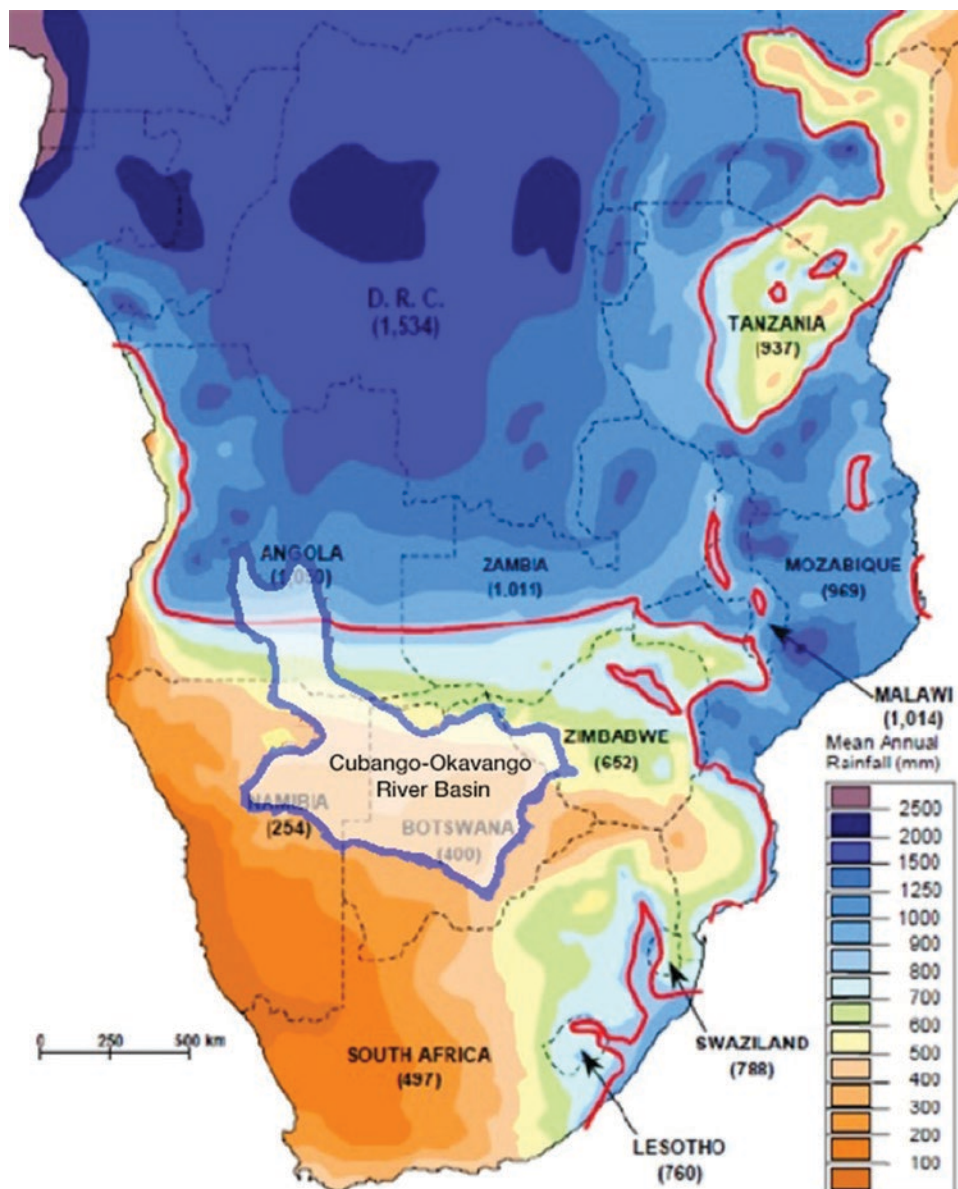 D. R. C.
(1,534)
TANZANIA
(937)
ANGOLA
(1,050)
ZAMBIA
(1.011)
MOZABIQUE
(969)
MALAWI
(1,014)
ZIMBABWE
(652)
Cubango-Okavango
River Basin
NAMIBIA
(254)
BOTSWANA
(400)
Mean Annual
Rainfall (mm)
2500
2000
1500
1250
1000
900
800
700
600
500
400
300
200
100
0 250 500 km
SOUTH AFRICA
(497)
SWAZILAND
(788)
LESOTHO
(760)